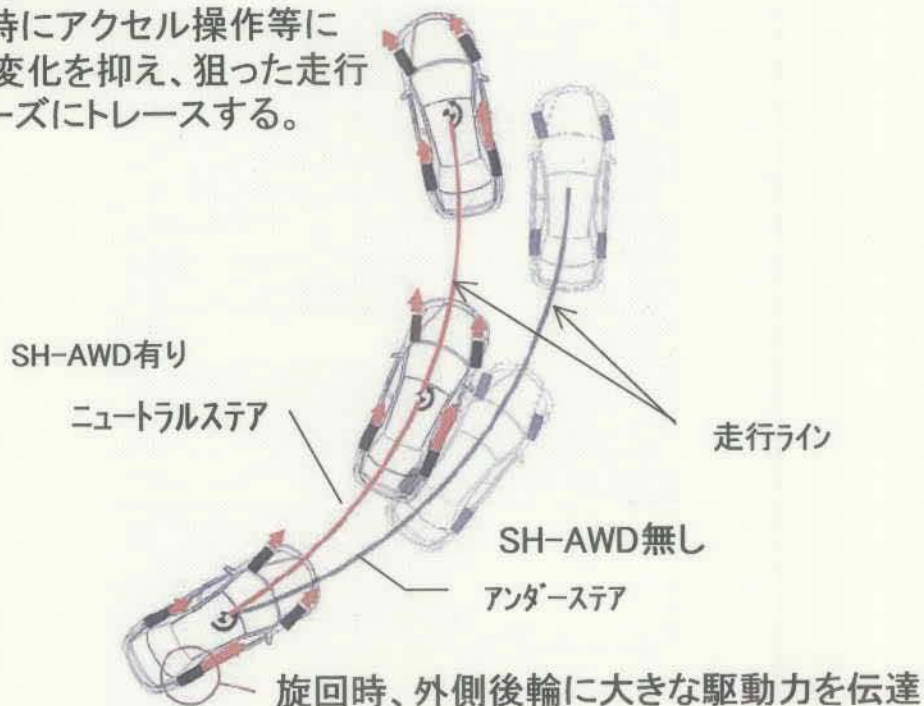 時にアクセル操作等に
変化を抑え、狙った走行
ーズにトレースする。
SH-AWD有り
ニュートラルステア
走行ライン
SH-AWD無し
アンダーステア
旋回時、外側後輪に大きな駆動力を伝達